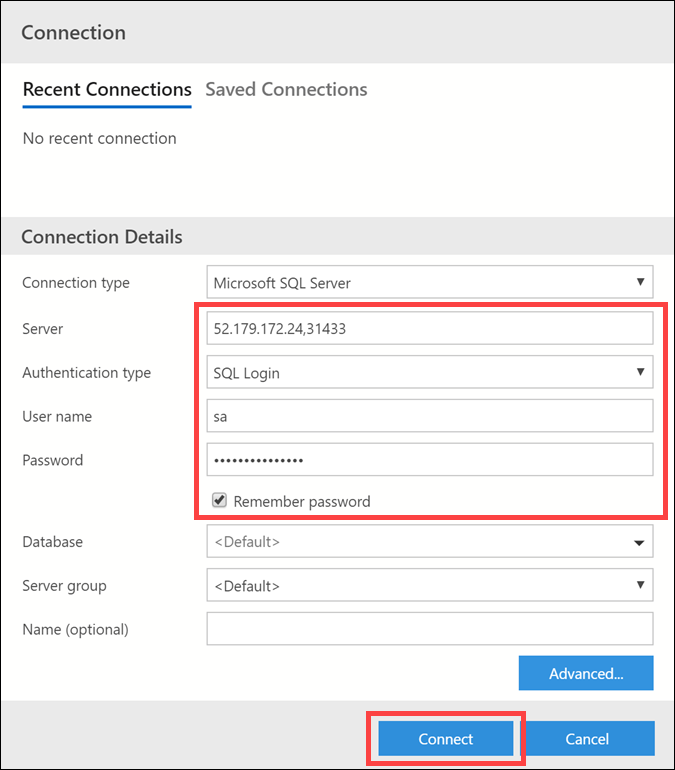 Connection
Recent Connections Saved Connections
No recent connection
Connection Details
Connection type Microsoft SQL Server
Server 52.179.172.24,31433
Authentication type SQL Login
User name sa
Password •••••••••••••••
Remember password
Database <Default>
Server group <Default>
Name (optional)
Advanced...
Connect Cancel